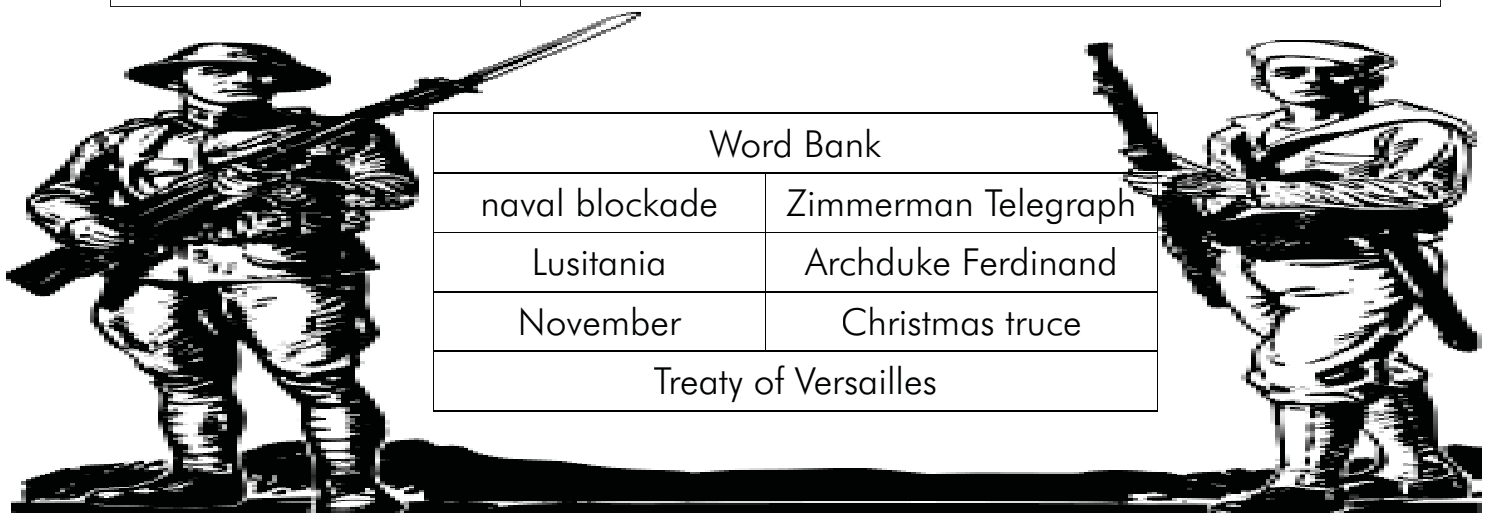 Word Bank
naval blockade Zimmerman Telegraph
Lusitania Archduke Ferdinand
November Christmas truce
Treaty of Versailles